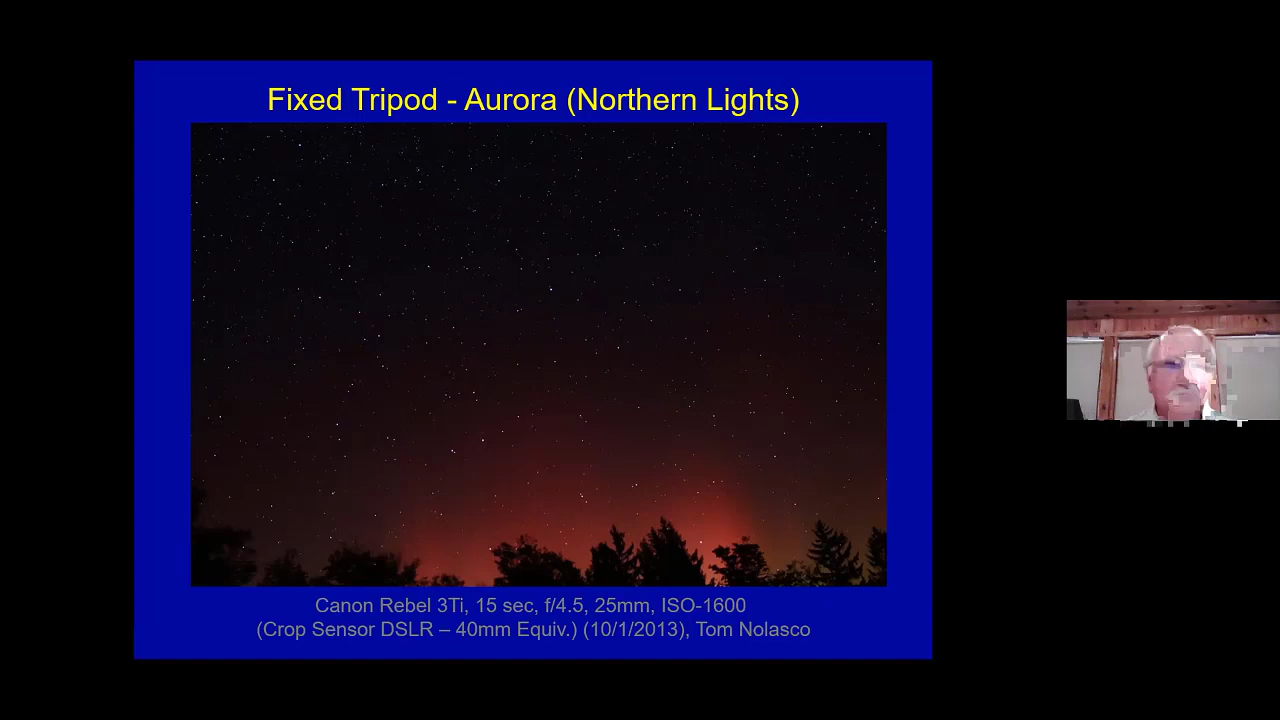 Fixed Tripod - Aurora (Northern Lights)
Canon Rebel 3Ti, 15 sec, f/4.5, 25mm, ISO-1600
(Crop Sensor DSLR – 40mm Equiv.) (10/1/2013), Tom Nolasco